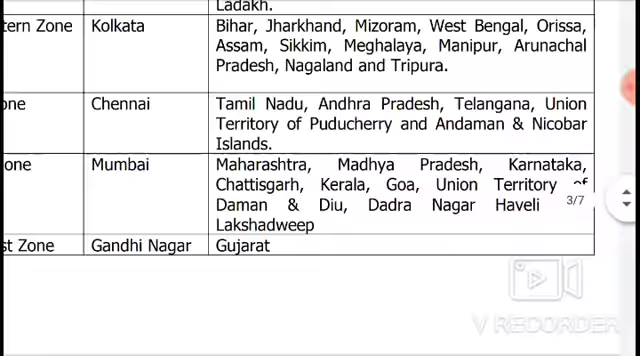 Ladakh.
tern Zone Kolkata Bihar, Jharkhand, Mizoram, West Bengal, Orissa,
Assam, Sikkim, Meghalaya, Manipur, Arunachal
Pradesh, Nagaland and Tripura.
one Chennai Tamil Nadu, Andhra Pradesh, Telangana, Union
Territory of Puducherry and Andaman & Nicobar
Islands.
one Mumbai Maharashtra, Madhya Pradesh, Karnataka,
Chattisgarh, Kerala, Goa, Union Territory of
Daman & Diu, Dadra Nagar Haveli
3/7
Lakshadweep
st Zone Gandhi Nagar Gujarat
V RECORDER